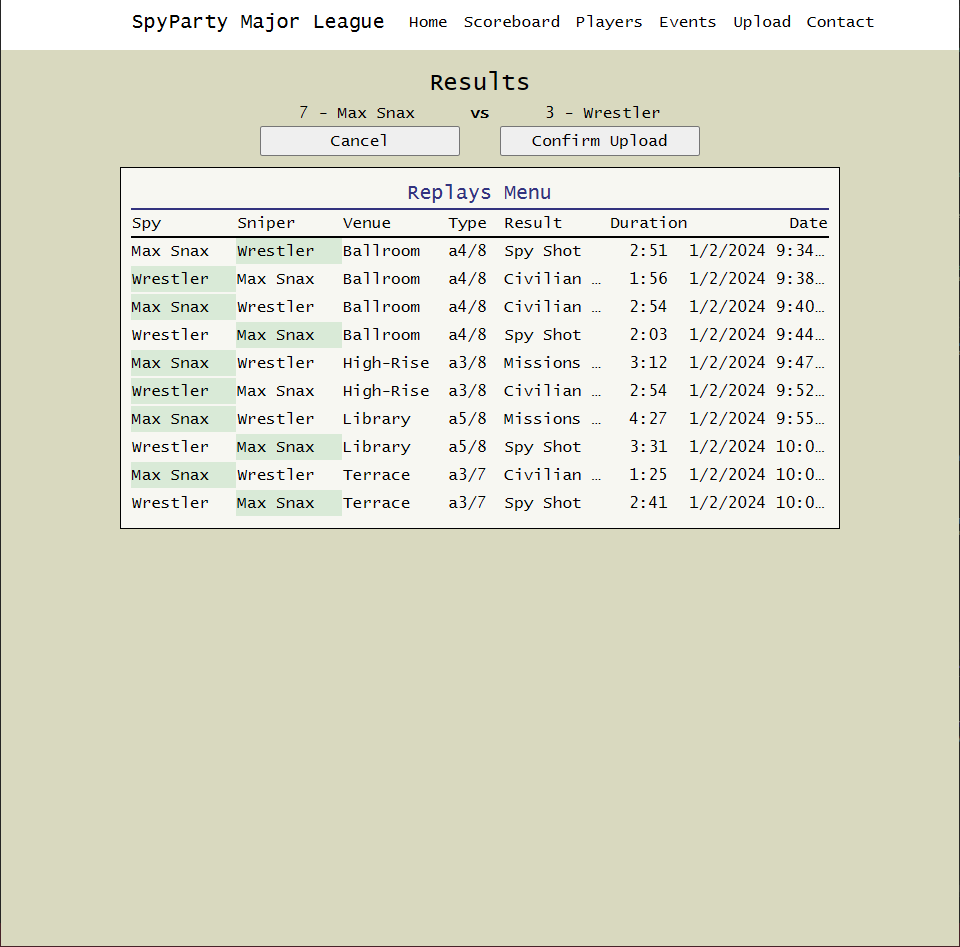 SpyParty Major League Home Scoreboard Players Events Upload Contact
Results
7 - Max Snax vs 3 - Wrestler
Cancel Confirm Upload
Replays Menu
Spy Sniper Venue Type Result Duration Date
Max Snax Wrestler Ballroom a4/8 Spy Shot 2:51 1/2/2024 9:34…
Wrestler Max Snax Ballroom a4/8 Civilian … 1:56 1/2/2024 9:38…
Max Snax Wrestler Ballroom a4/8 Civilian … 2:54 1/2/2024 9:40…
Wrestler Max Snax Ballroom a4/8 Spy Shot 2:03 1/2/2024 9:44…
Max Snax Wrestler High-Rise a3/8 Missions … 3:12 1/2/2024 9:47…
Wrestler Max Snax High-Rise a3/8 Civilian … 2:54 1/2/2024 9:52…
Max Snax Wrestler Library a5/8 Missions … 4:27 1/2/2024 9:55…
Wrestler Max Snax Library a5/8 Spy Shot 3:31 1/2/2024 10:0…
Max Snax Wrestler Terrace a3/7 Civilian … 1:25 1/2/2024 10:0…
Wrestler Max Snax Terrace a3/7 Spy Shot 2:41 1/2/2024 10:0…